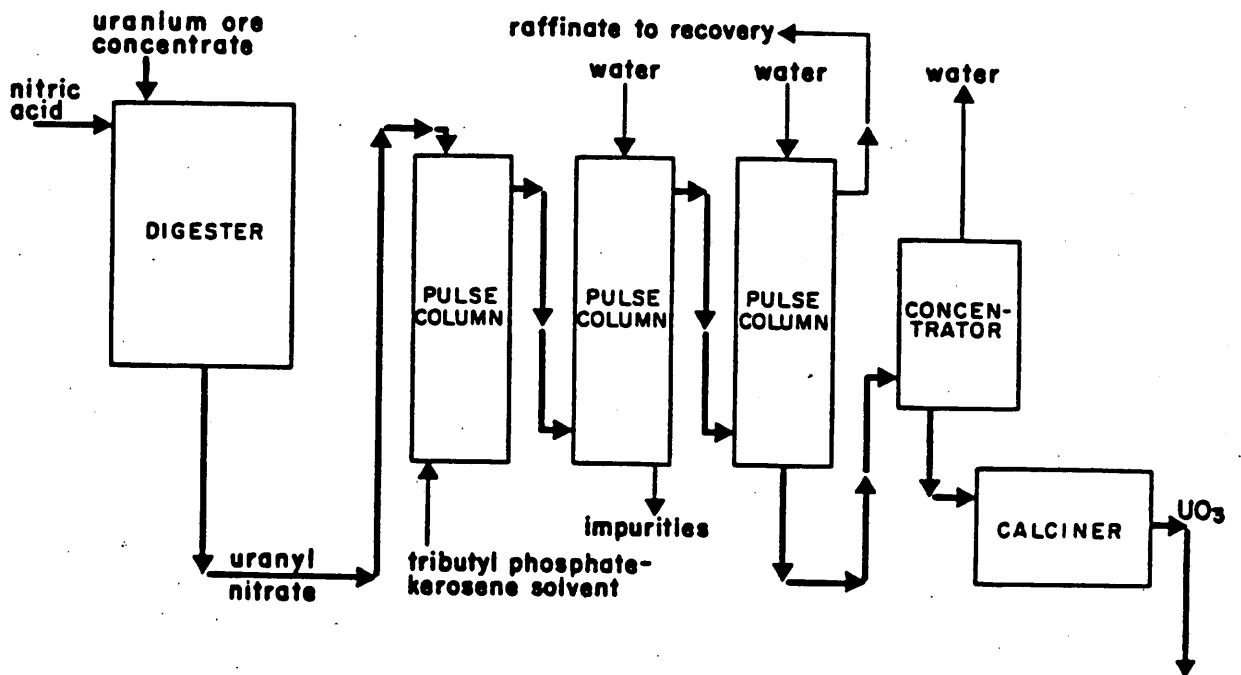 uranium ore
concentrate
nitric
acid
DIGESTER
uranyl
nitrate
PULSE
COLUMN
tributyl phosphate-
kerosene solvent
water
PULSE
COLUMN
impurities
raffinate to recovery
water
PULSE
COLUMN
water
CONCEN-
TRATOR
CALCINER
UO₃